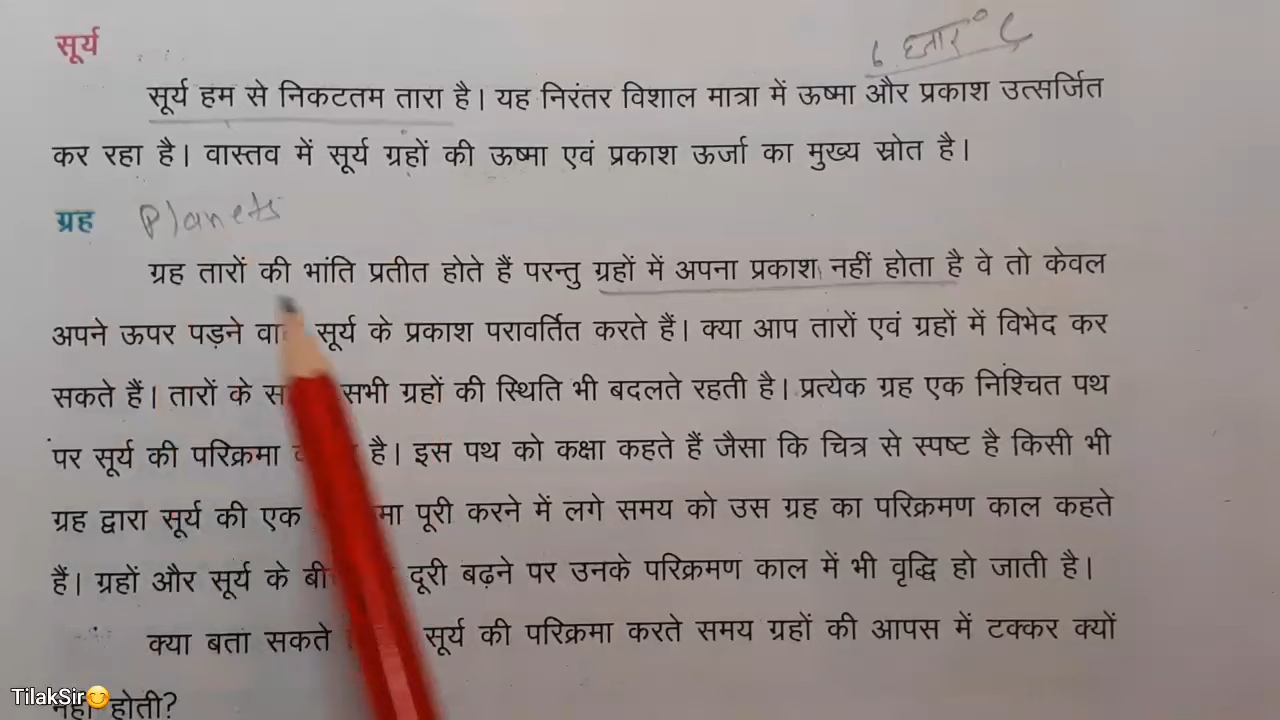 सूर्य
6 हजार °C
सूर्य हम से निकटतम तारा है। यह निरंतर विशाल मात्रा में ऊष्मा और प्रकाश उत्सर्जित
कर रहा है। वास्तव में सूर्य ग्रहों की ऊष्मा एवं प्रकाश ऊर्जा का मुख्य स्रोत है।
ग्रह Planets
ग्रह तारों की भांति प्रतीत होते हैं परन्तु ग्रहों में अपना प्रकाश नहीं होता है वे तो केवल
अपने ऊपर पड़ने सूर्य के प्रकाश परावर्तित करते हैं। क्या आप तारों एवं ग्रहों में विभेद कर
सकते हैं। तारों के सभी ग्रहों की स्थिति भी बदलते रहती है। प्रत्येक ग्रह एक निश्चित पथ
पर सूर्य की परिक्रमा है। इस पथ को कक्षा कहते हैं जैसा कि चित्र से स्पष्ट है किसी भी
ग्रह द्वारा सूर्य की एक पूरी करने में लगे समय को उस ग्रह का परिक्रमण काल कहते
हैं। ग्रहों और सूर्य के दूरी बढ़ने पर उनके परिक्रमण काल में भी वृद्धि हो जाती है।
क्या बता सकते सूर्य की परिक्रमा करते समय ग्रहों की आपस में टक्कर क्यों
नहीं होती?
TilakSir😊